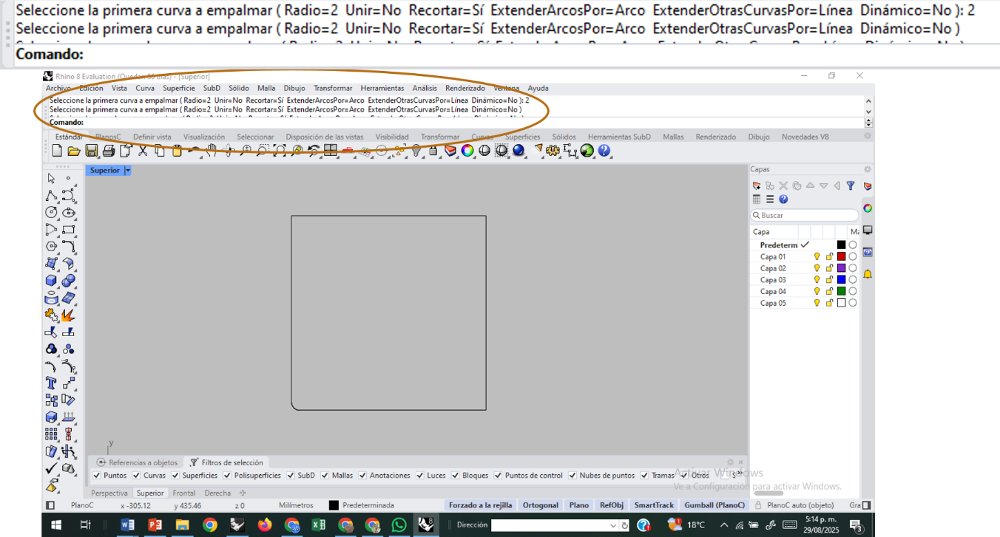 Seleccione la primera curva a empalmar ( Radio=2 Unir=No Recortar=Sí ExtenderArcosPor=Arco ExtenderOtrasCurvasPor=Línea Dinámico=No ): 2
Seleccione la primera curva a empalmar ( Radio=2 Unir=No Recortar=Sí ExtenderArcosPor=Arco ExtenderOtrasCurvasPor=Línea Dinámico=No )
Comando:
Rhino 8 Evaluation (Quedan 90 días) - [Superior]
Archivo Edición Vista Curva Superficie SubD Sólido Malla Dibujo Transformar Herramientas Análisis Renderizado Ventana Ayuda
Seleccione la primera curva a empalmar ( Radio=2 Unir=No Recortar=Sí ExtenderArcosPor=Arco ExtenderOtrasCurvasPor=Línea Dinámico=No ): 2
Seleccione la primera curva a empalmar ( Radio=2 Unir=No Recortar=Sí ExtenderArcosPor=Arco ExtenderOtrasCurvasPor=Línea Dinámico=No )
Comando:
Estándar PlanosC Definir vista Visualización Seleccionar Disposición de las vistas Visibilidad Transformar Curvas Superficies Sólidos Herramientas SubD Mallas Renderizado Dibujo Novedades V8
Superior
Capas
Buscar
Capa Ma
Predeterm
Capa 01
Capa 02
Capa 03
Capa 04
Capa 05
y
Referencias a objetos Filtros de selección
Puntos Curvas Superficies Polisuperficies SubD Mallas Anotaciones Luces Bloques Puntos de control Nubes de puntos Tramas Otros S
Activar Windows
Ve a Configuración para activar Windows.
Perspectiva Superior Frontal Derecha
PlanoC x -305.12 y 435.46 z 0 Milímetros Predeterminada Forzado a la rejilla Ortogonal Plano RefObj SmartTrack Gumball (PlanoC) PlanoC auto (objeto) Gra
Dirección 18°C 5:14 p. m.
29/08/2025